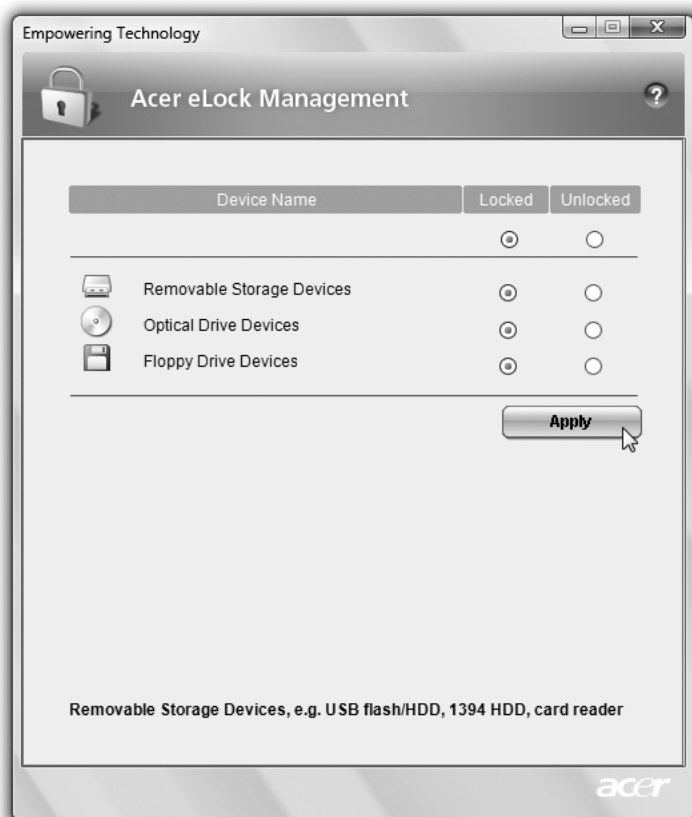 Empowering Technology
Acer eLock Management
?
Device Name Locked Unlocked
Removable Storage Devices
Optical Drive Devices
Floppy Drive Devices
Apply
Removable Storage Devices, e.g. USB flash/HDD, 1394 HDD, card reader
acer